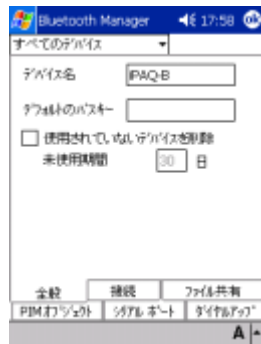 Bluetooth Manager 17:58 ok
すべてのデバイス
デバイス名 iPAQ-B
デフォルトのパスキー
使用されていないデバイスを削除
未使用期間 30 日
全般 接続 ファイル共有
PIMオブジェクト シリアル ポート ダイヤルアップ
A